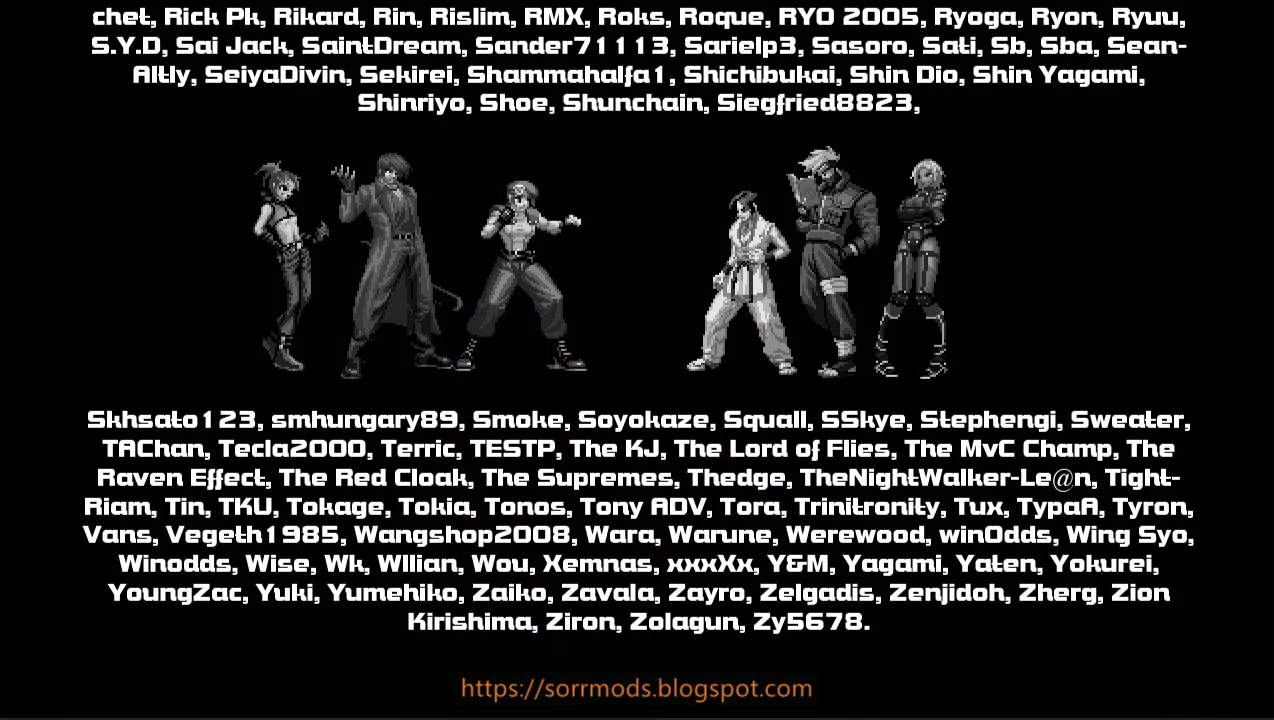 chet, Rick Pk, Rikard, Rin, Rislim, RMX, Roks, Roque, RYO 2005, Ryoga, Ryon, Ryuu,
S.Y.D, Sai Jack, SaintDream, Sander71113, Sarielp3, Sasoro, Sati, Sb, Sba, Sean-
Altly, SeiyaDivin, Sekirei, Shammahalfa1, Shichibukai, Shin Dio, Shin Yagami,
Shinriyo, Shoe, Shunchain, Siegfried8823,
Skhsato123, smhungary89, Smoke, Soyokaze, Squall, SSkye, Stephengi, Sweater,
TAChan, Tecla2000, Terric, TESTP, The KJ, The Lord of Flies, The MvC Champ, The
Raven Effect, The Red Cloak, The Supremes, Thedge, TheNightWalker-Le@n, Tight-
Riam, Tin, TKU, Tokage, Tokia, Tonos, Tony ADV, Tora, Trinitronity, Tux, TypaA, Tyron,
Vans, Vegeth1985, Wangshop2008, Wara, Warune, Werewood, winOdds, Wing Syo,
Winodds, Wise, Wk, Wllian, Wou, Xemnas, xxxXx, Y&M, Yagami, Yaten, Yokurei,
YoungZac, Yuki, Yumehiko, Zaiko, Zavala, Zayro, Zelgadis, Zenjidoh, Zherg, Zion
Kirishima, Ziron, Zolagun, Zy5678.
https://sorrmods.blogspot.com